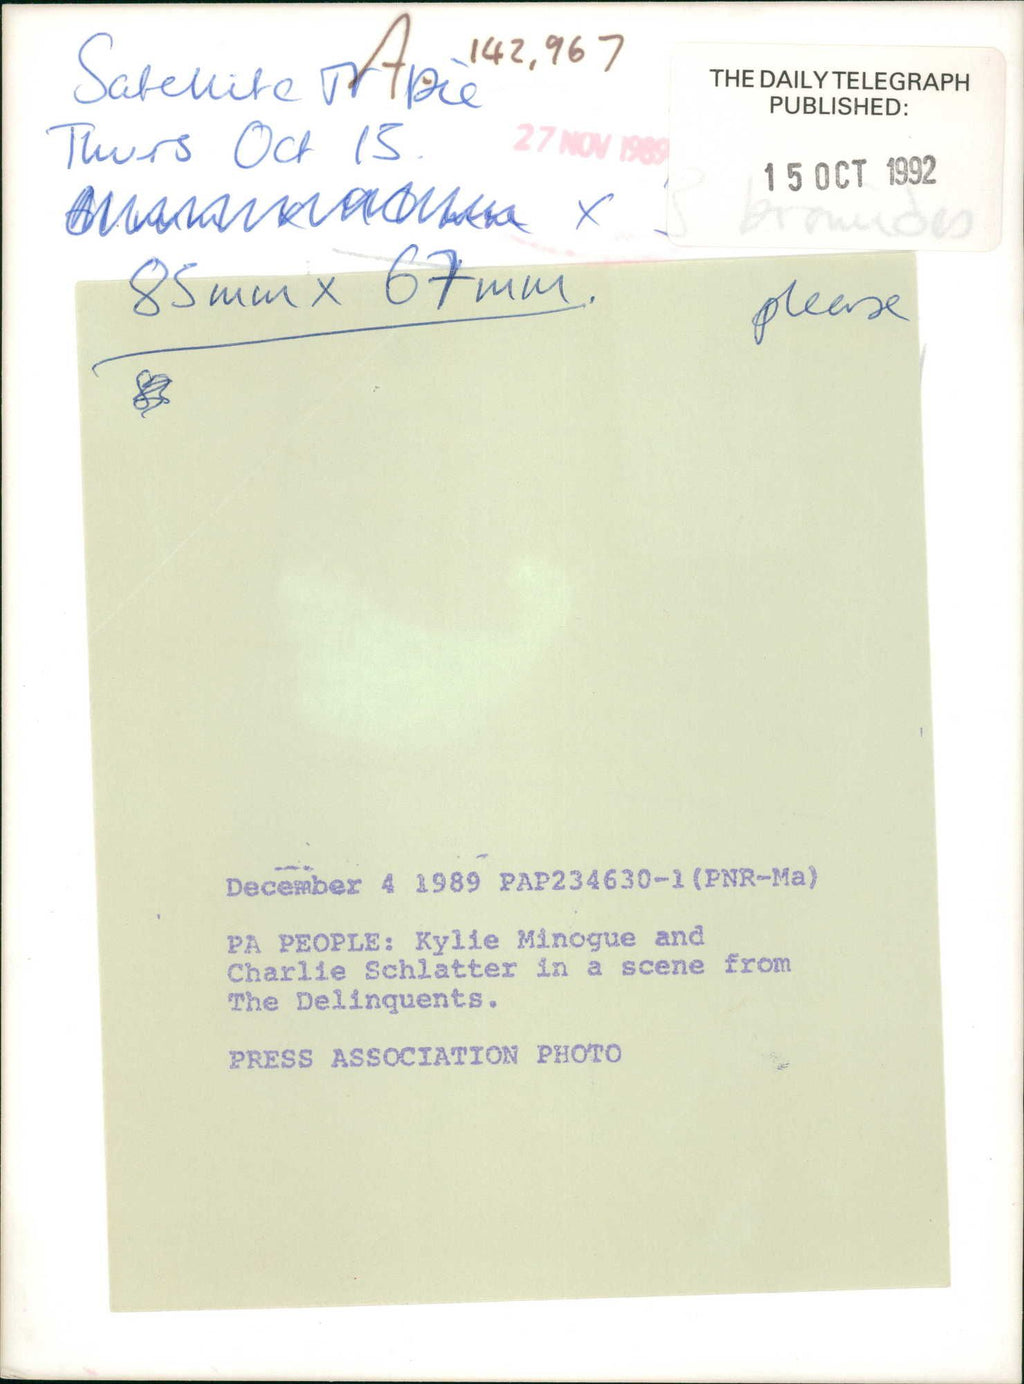 Satellite TV Pic
A. 142,967
Thurs Oct 15.
27 NOV 1989
THE DAILY TELEGRAPH
PUBLISHED:
15 OCT 1992
x 3 bromides
85mm x 67mm.
please
December 4 1989 PAP234630-1(PNR-Ma)
PA PEOPLE: Kylie Minogue and
Charlie Schlatter in a scene from
The Delinquents.
PRESS ASSOCIATION PHOTO